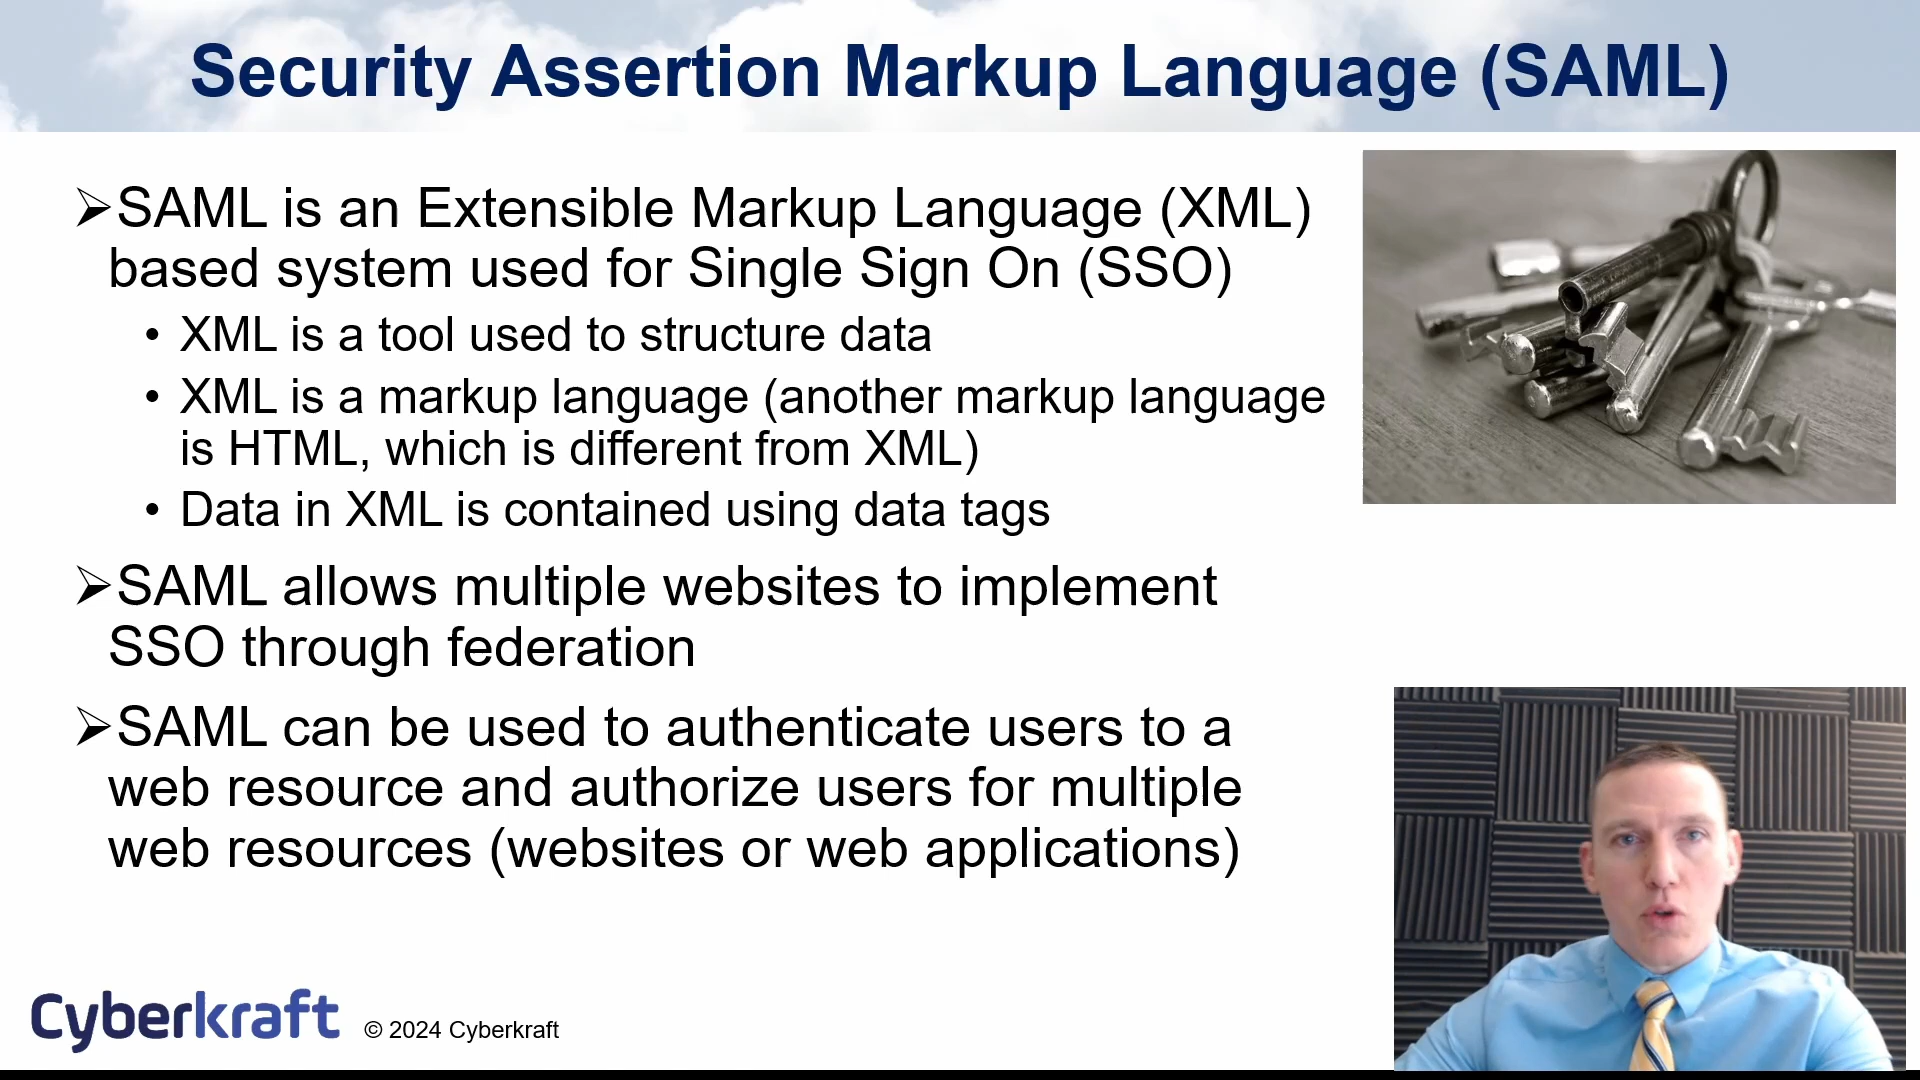 Security Assertion Markup Language (SAML)
➢SAML is an Extensible Markup Language (XML)
based system used for Single Sign On (SSO)
• XML is a tool used to structure data
• XML is a markup language (another markup language
is HTML, which is different from XML)
• Data in XML is contained using data tags
➢SAML allows multiple websites to implement
SSO through federation
➢SAML can be used to authenticate users to a
web resource and authorize users for multiple
web resources (websites or web applications)
Cyberkraft © 2024 Cyberkraft